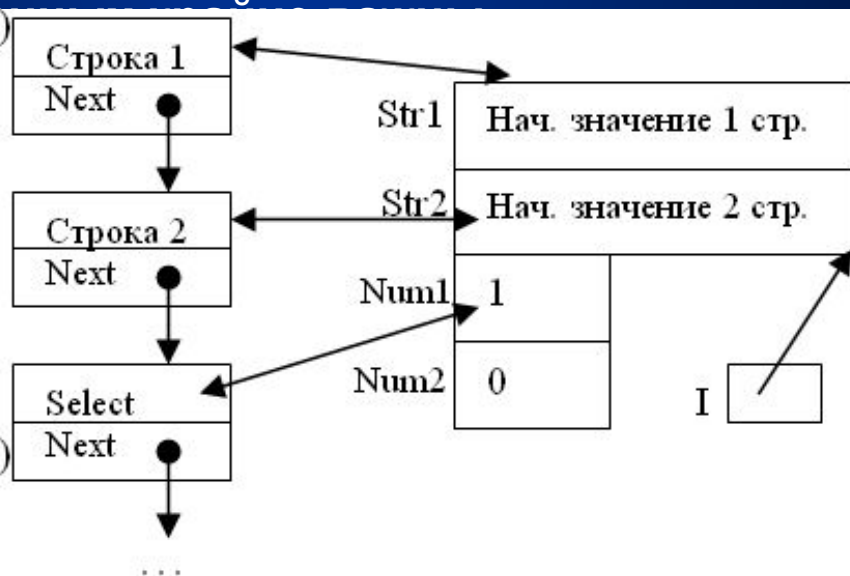 Строка 1
Next
Строка 2
Next
Select
Next
. . .
Str1 Нач. значение 1 стр.
Str2 Нач. значение 2 стр.
Num1 1
Num2 0
I